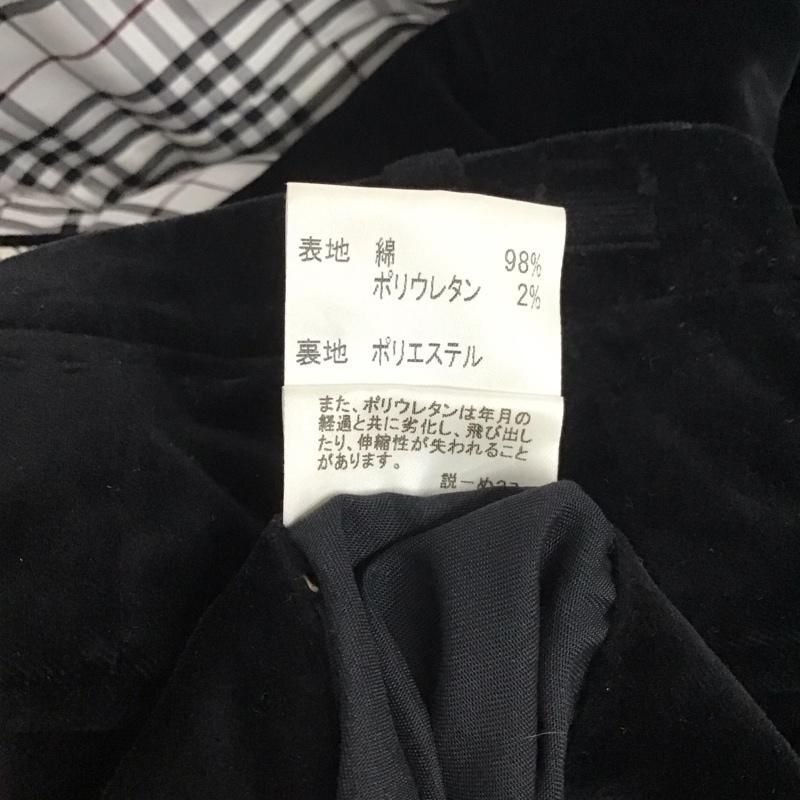 表地 綿 98%
ポリウレタン 2%
裏地 ポリエステル
また、ポリウレタンは年月の
経過と共に劣化し、飛び出し
たり、伸縮性が失われること
があります。
説ーめ